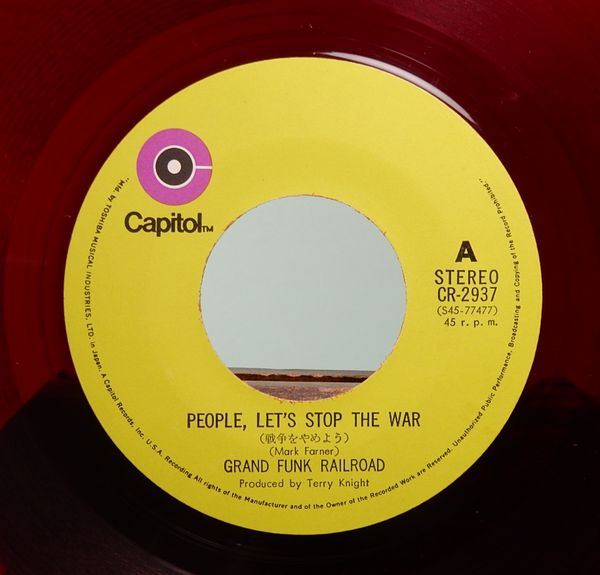 Capitol™
A
STEREO
CR-2937
(S45-77477)
45 r.p.m.
PEOPLE, LET'S STOP THE WAR
(戦争をやめよう)
(Mark Farner)
GRAND FUNK RAILROAD
Produced by Terry Knight
"Mfd. by TOSHIBA MUSICAL INDUSTRIES, LTD. in Japan. A Capitol Records, Inc. U.S.A. Recording All rights of the Manufacturer and of the Owner of the Recorded Work are Reserved. Unauthorized Public Performance, Broadcasting and Copying of the Record Prohibited."